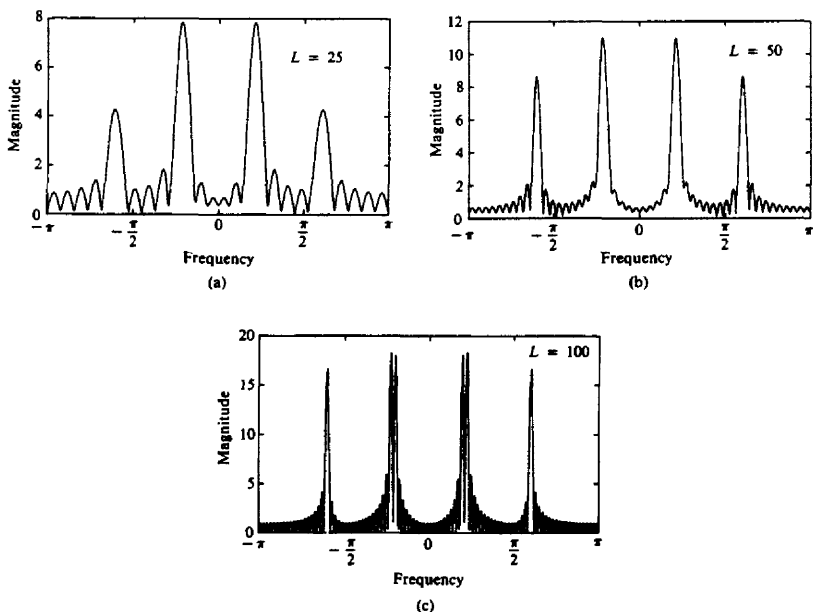 8
6
4
2
0
Magnitude
L = 25
−π
−π/2
0
π/2
π
Frequency
(a)
12
10
8
6
4
2
0
Magnitude
L = 50
−π
−π/2
0
π/2
π
Frequency
(b)
20
15
10
5
0
Magnitude
L = 100
−π
−π/2
0
π/2
π
Frequency
(c)